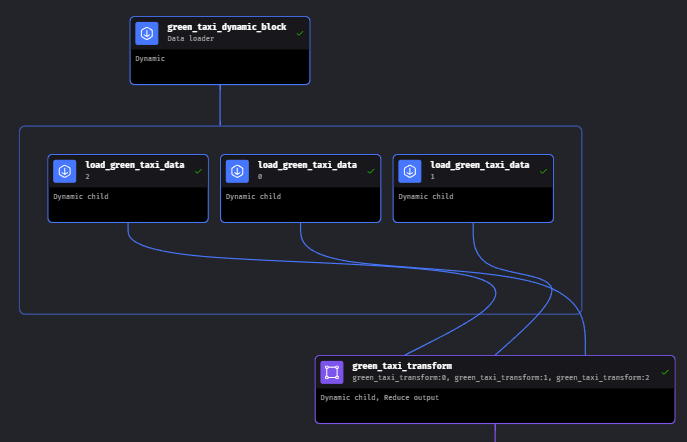 green_taxi_dynamic_block
Data loader
Dynamic
load_green_taxi_data
2
Dynamic child
load_green_taxi_data
0
Dynamic child
load_green_taxi_data
1
Dynamic child
green_taxi_transform
green_taxi_transform:0, green_taxi_transform:1, green_taxi_transform:2
Dynamic child, Reduce output